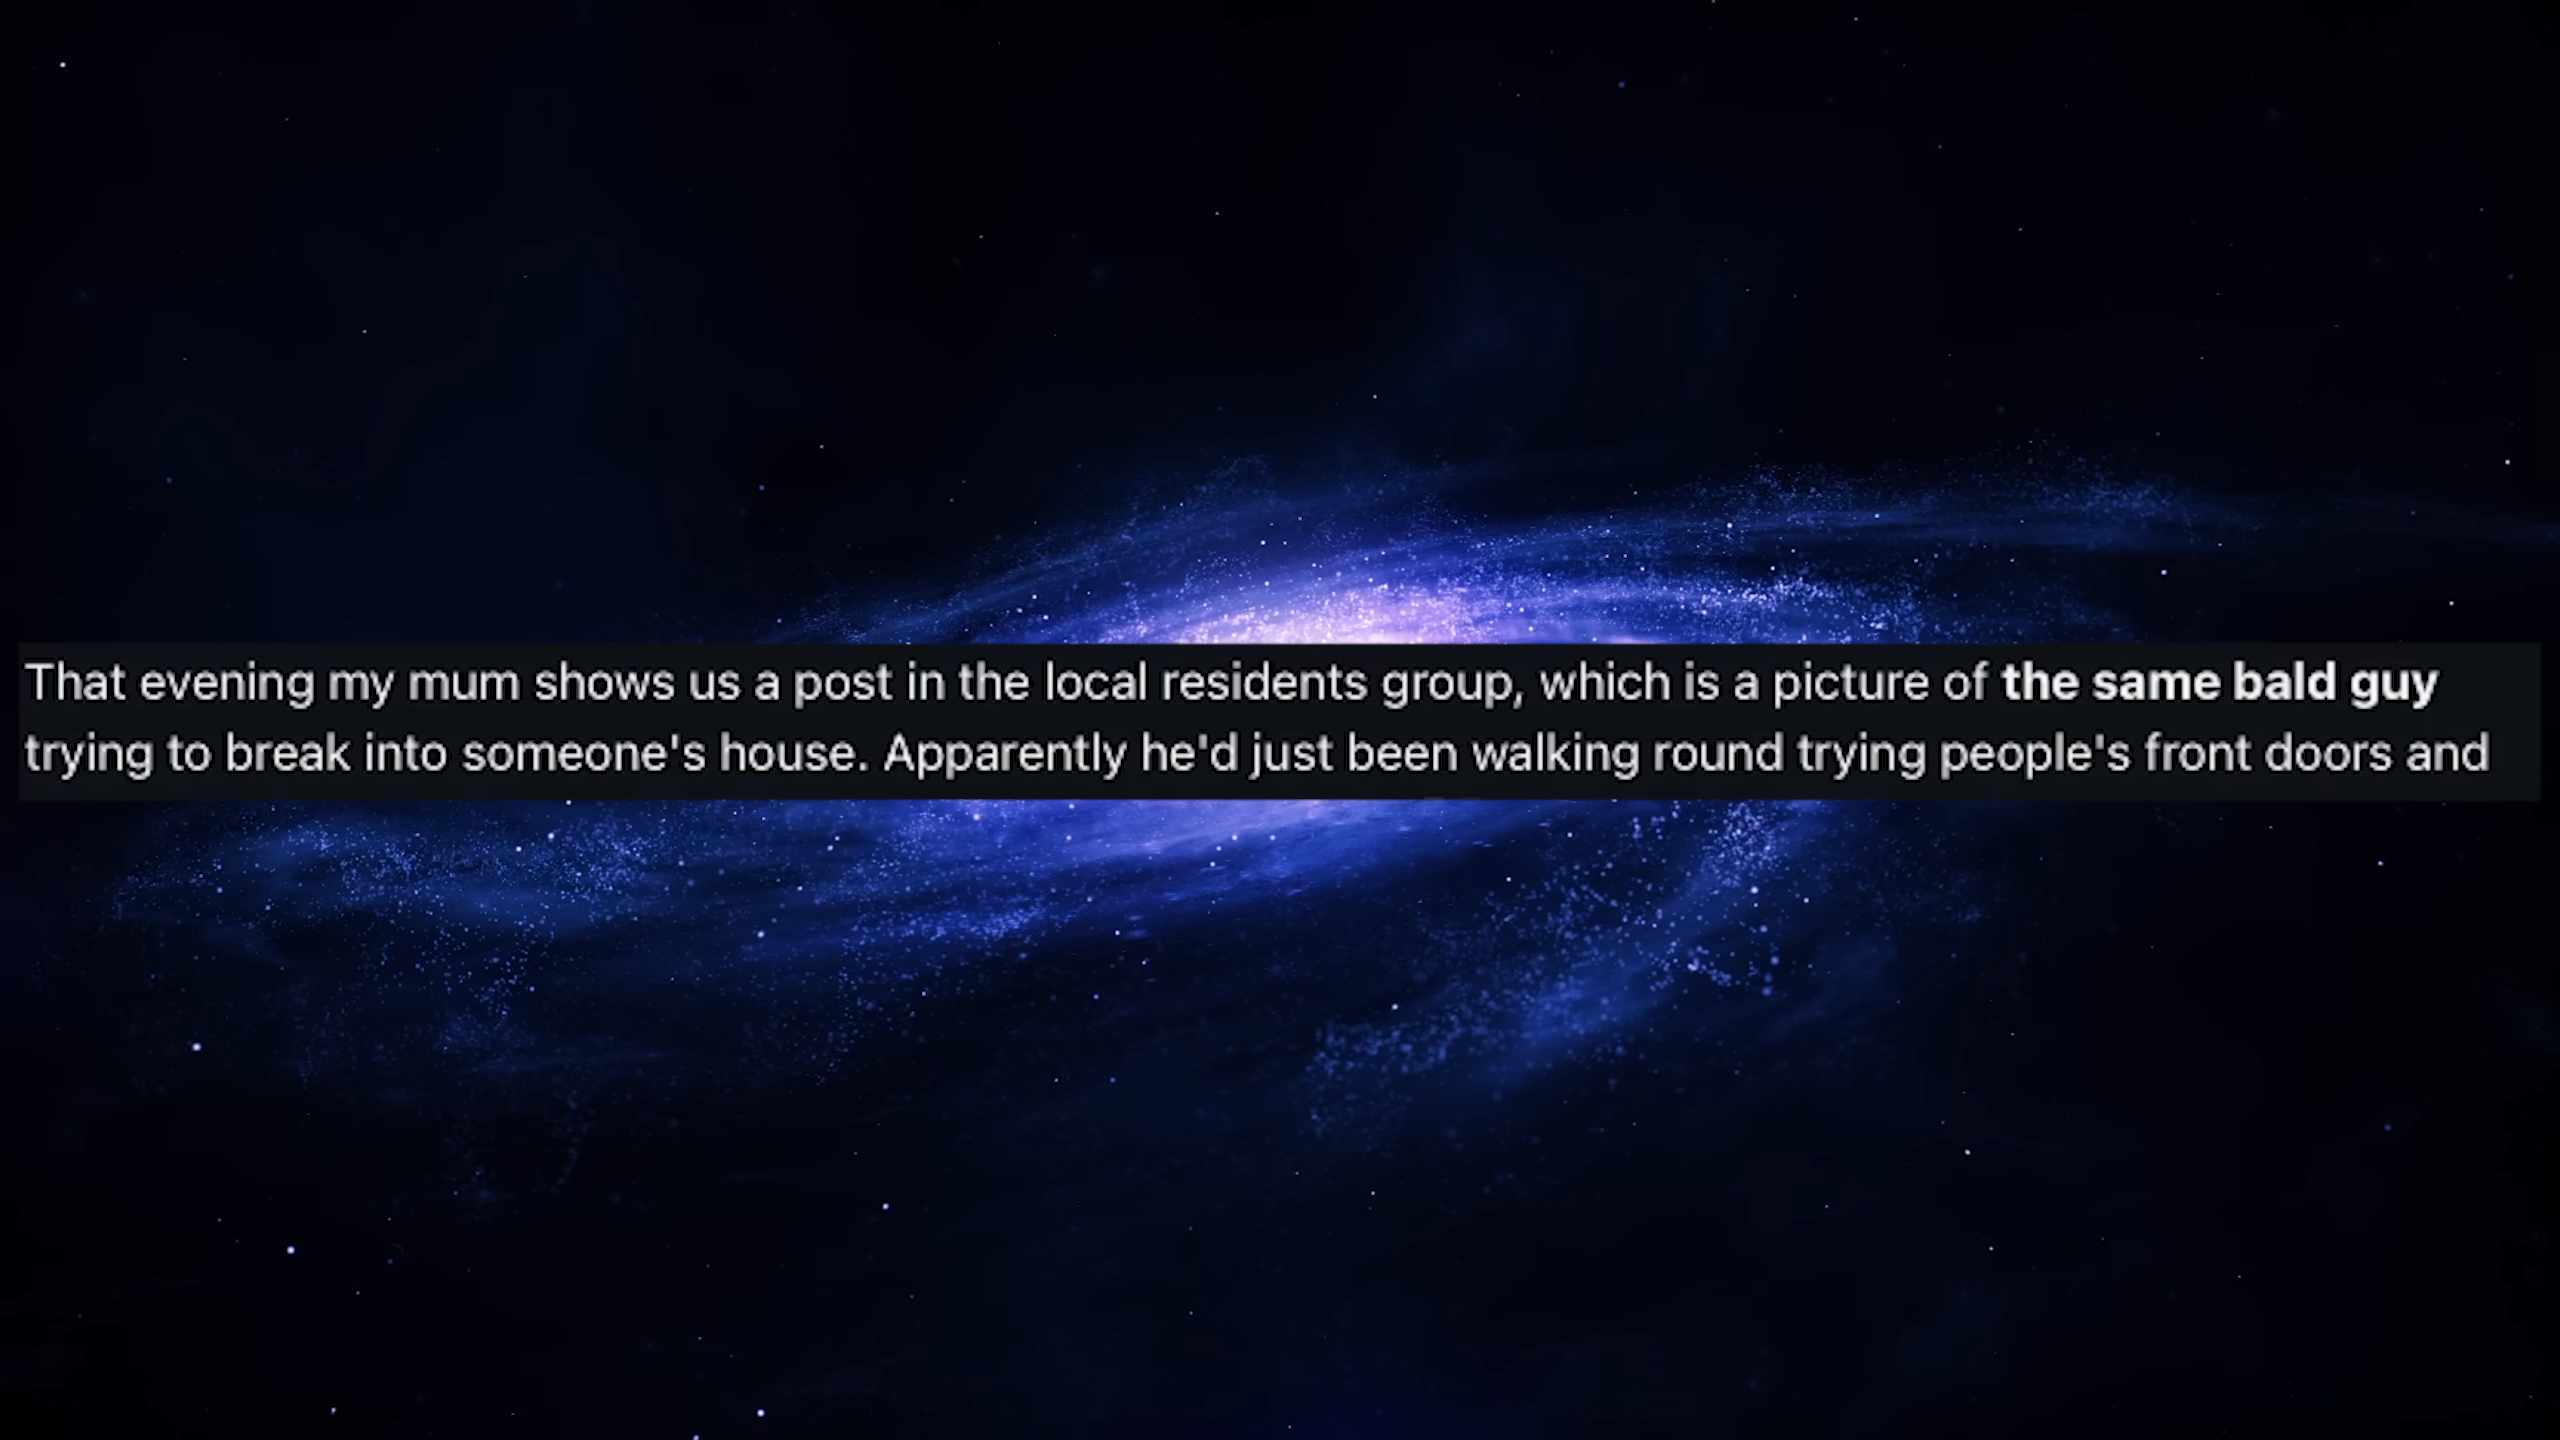 That evening my mum shows us a post in the local residents group, which is a picture of the same bald guy
trying to break into someone's house. Apparently he'd just been walking round trying people's front doors and